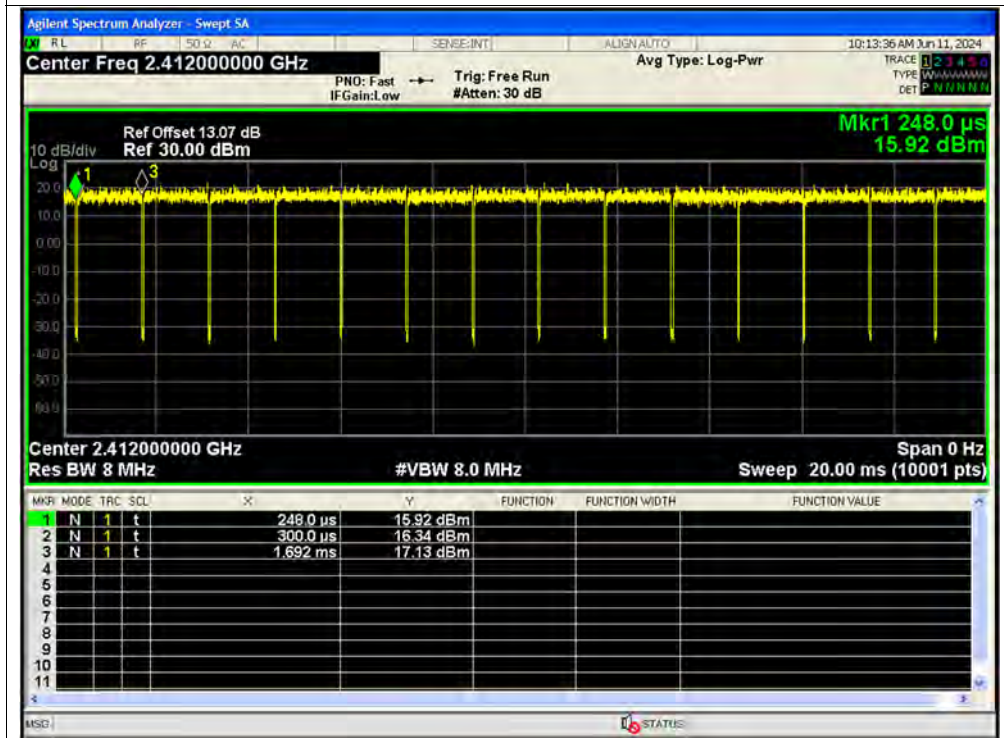 Agilent Spectrum Analyzer - Swept SA
RL RF 50 Ω AC SENSE:INT ALIGN AUTO 10:13:36 AM Jun 11, 2024
Center Freq 2.412000000 GHz
PNO: Fast
IFGain:Low
Trig: Free Run
#Atten: 30 dB
Avg Type: Log-Pwr
TRACE 1 2 3 4 5 6
TYPE W
DET P N N N N N
Mkr1 248.0 µs
15.92 dBm
Ref Offset 13.07 dB
10 dB/div Ref 30.00 dBm
Log
1 3
20.0
10.0
0.00
-10.0
-20.0
-30.0
-40.0
-50.0
-60.0
Center 2.412000000 GHz Span 0 Hz
Res BW 8 MHz #VBW 8.0 MHz Sweep 20.00 ms (10001 pts)
MKR MODE TRC SCL X Y FUNCTION FUNCTION WIDTH FUNCTION VALUE
1 N 1 t 248.0 µs 15.92 dBm
2 N 1 t 300.0 µs 16.34 dBm
3 N 1 t 1.692 ms 17.13 dBm
4
5
6
7
8
9
10
11
MSG STATUS